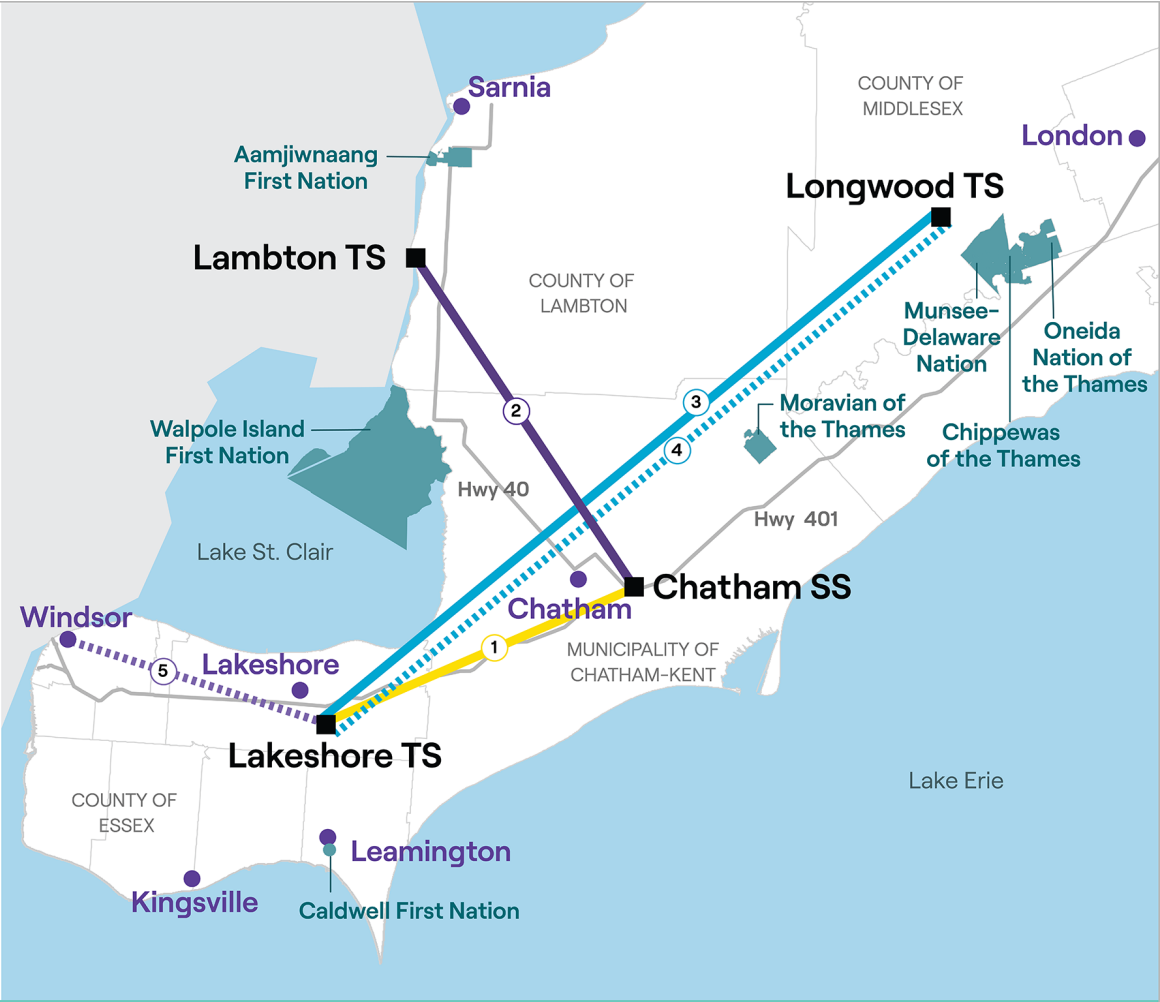 Sarnia
COUNTY OF
MIDDLESEX
London
Aamjiwnaang
First Nation
Longwood TS
Lambton TS
COUNTY OF
LAMBTON
Munsee-
Delaware
Nation
Oneida
Nation of
the Thames
2
3
Moravian of
the Thames
4
Walpole Island
First Nation
Chippewas
of the Thames
Hwy 40
Hwy 401
Lake St. Clair
Chatham SS
Chatham
Windsor
1
MUNICIPALITY OF
CHATHAM-KENT
5
Lakeshore
Lakeshore TS
Lake Erie
COUNTY OF
ESSEX
Leamington
Kingsville
Caldwell First Nation